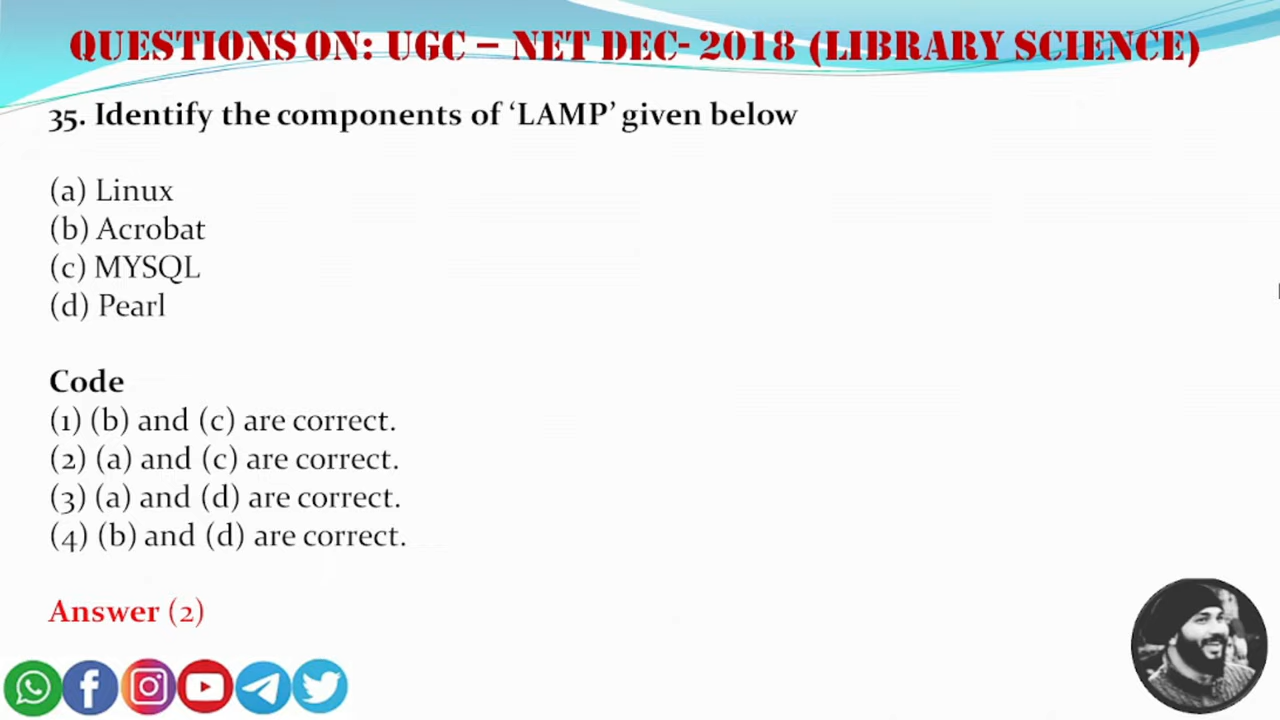 QUESTIONS ON: UGC – NET DEC- 2018 (LIBRARY SCIENCE)
35. Identify the components of ‘LAMP’ given below
(a) Linux
(b) Acrobat
(c) MYSQL
(d) Pearl
Code
(1) (b) and (c) are correct.
(2) (a) and (c) are correct.
(3) (a) and (d) are correct.
(4) (b) and (d) are correct.
Answer (2)